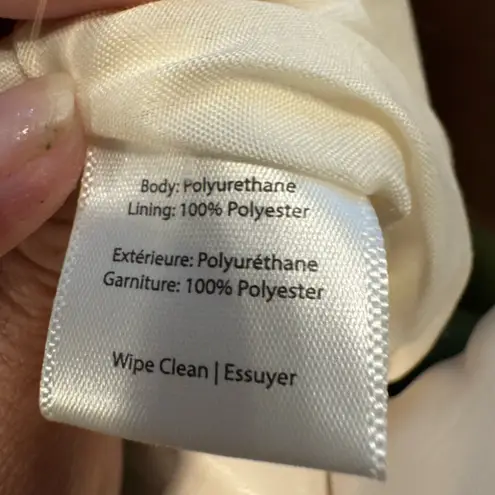 Body: Polyurethane
Lining: 100% Polyester
Extérieure: Polyuréthane
Garniture: 100% Polyester
Wipe Clean | Essuyer